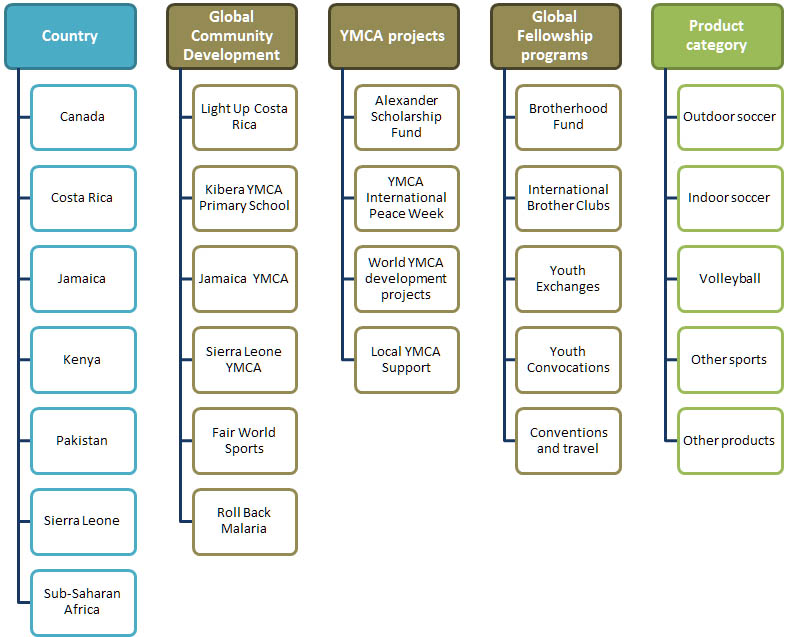 Country
Canada
Costa Rica
Jamaica
Kenya
Pakistan
Sierra Leone
Sub-Saharan
Africa
Global
Community
Development
Light Up Costa
Rica
Kibera YMCA
Primary School
Jamaica YMCA
Sierra Leone
YMCA
Fair World
Sports
Roll Back
Malaria
YMCA projects
Alexander
Scholarship
Fund
YMCA
International
Peace Week
World YMCA
development
projects
Local YMCA
Support
Global
Fellowship
programs
Brotherhood
Fund
International
Brother Clubs
Youth
Exchanges
Youth
Convocations
Conventions
and travel
Product
category
Outdoor soccer
Indoor soccer
Volleyball
Other sports
Other products